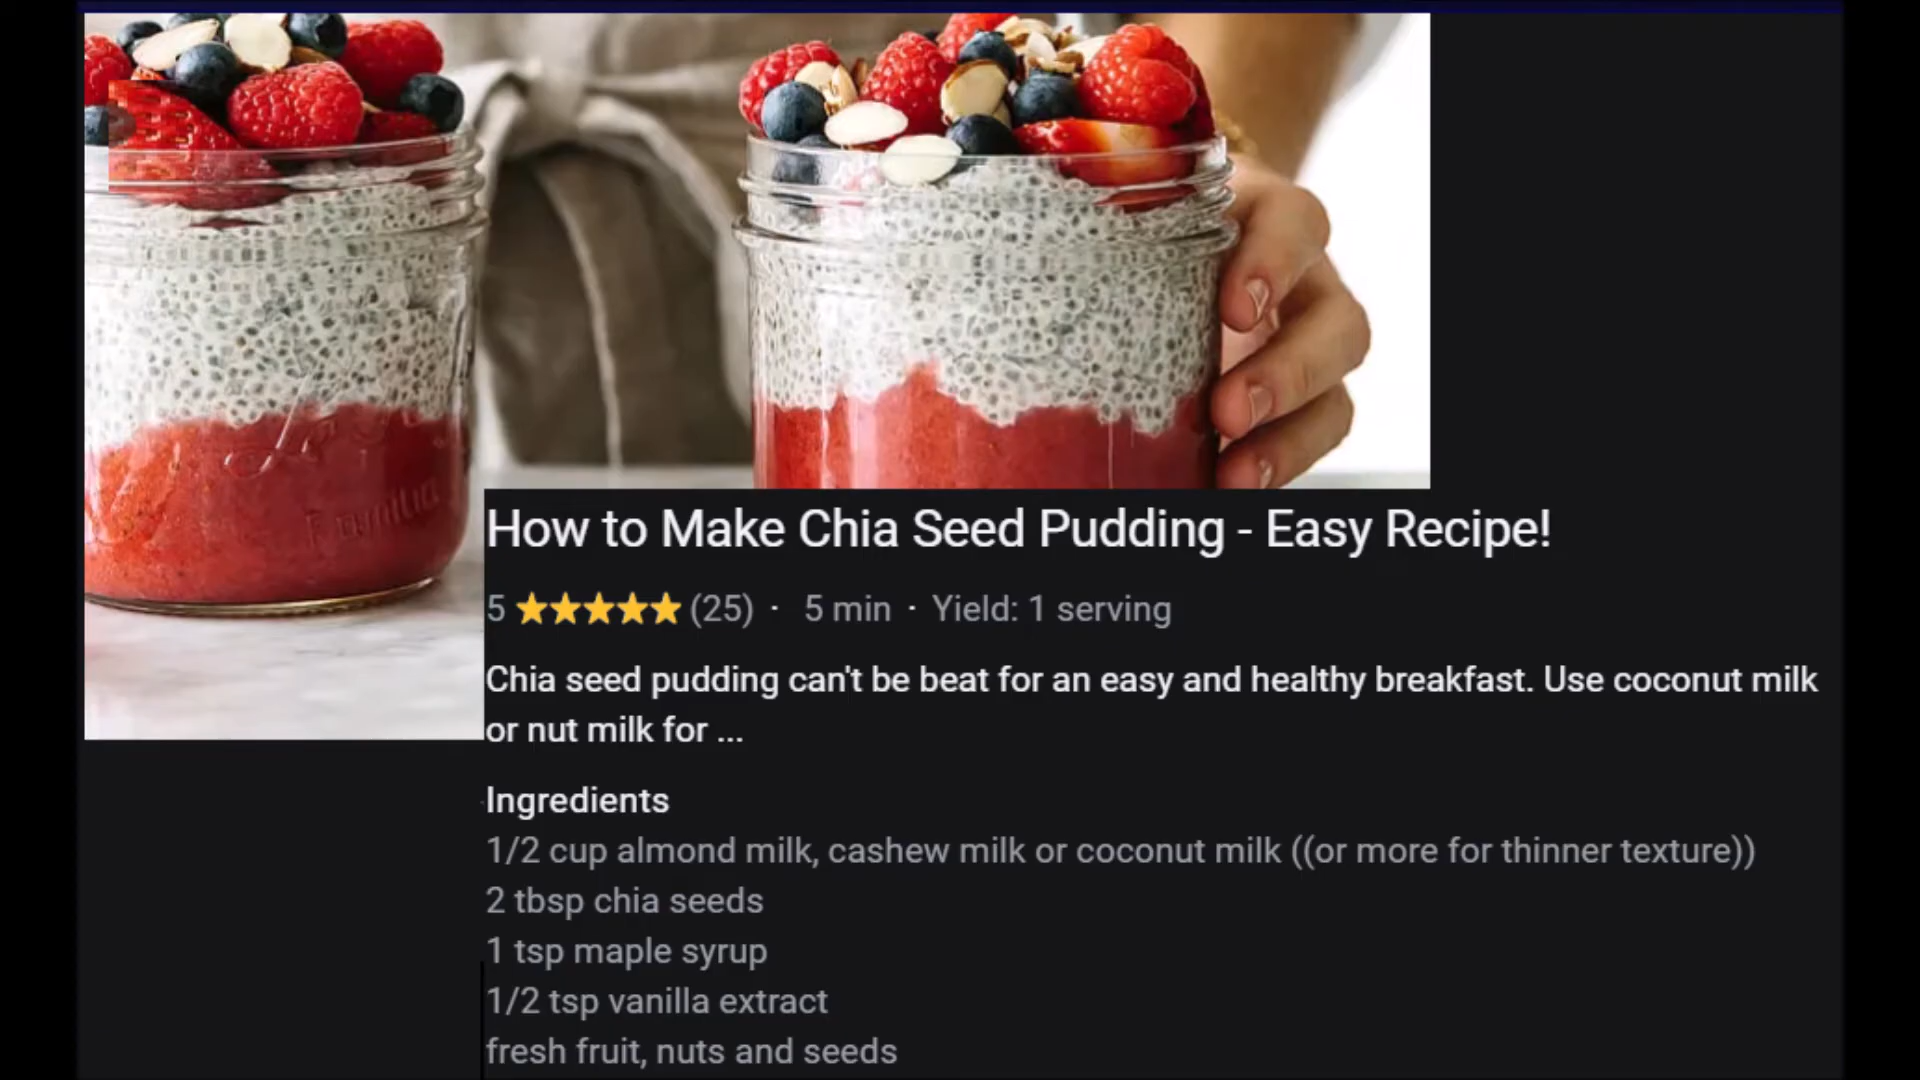 How to Make Chia Seed Pudding - Easy Recipe!
5 ★★★★★ (25) · 5 min · Yield: 1 serving
Chia seed pudding can't be beat for an easy and healthy breakfast. Use coconut milk
or nut milk for ...
Ingredients
1/2 cup almond milk, cashew milk or coconut milk ((or more for thinner texture))
2 tbsp chia seeds
1 tsp maple syrup
1/2 tsp vanilla extract
fresh fruit, nuts and seeds